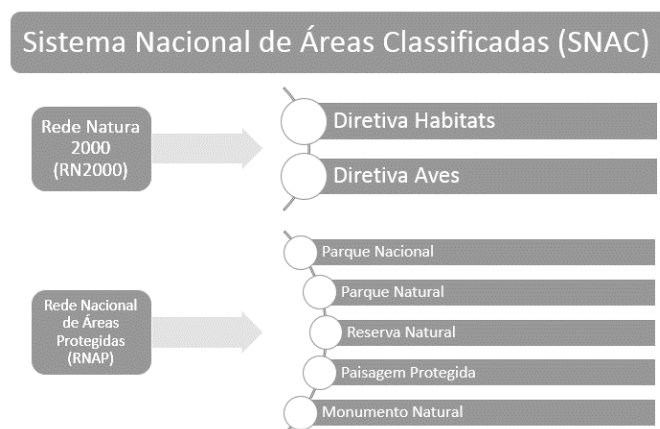 Sistema Nacional de Áreas Classificadas (SNAC)
Rede Natura
2000
(RN2000)
Diretiva Habitats
Diretiva Aves
Rede Nacional
de Áreas
Protegidas
(RNAP)
Parque Nacional
Parque Natural
Reserva Natural
Paisagem Protegida
Monumento Natural